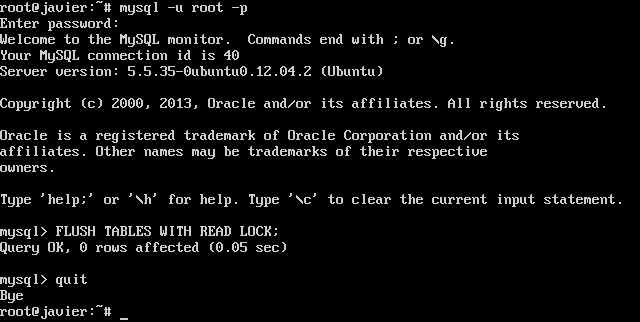 root@javier:~# mysql -u root -p
Enter password:
Welcome to the MySQL monitor.  Commands end with ; or \g.
Your MySQL connection id is 40
Server version: 5.5.35-0ubuntu0.12.04.2 (Ubuntu)
Copyright (c) 2000, 2013, Oracle and/or its affiliates. All rights reserved.
Oracle is a registered trademark of Oracle Corporation and/or its
affiliates. Other names may be trademarks of their respective
owners.
Type 'help;' or '\h' for help. Type '\c' to clear the current input statement.
mysql> FLUSH TABLES WITH READ LOCK;
Query OK, 0 rows affected (0.05 sec)
mysql> quit
Bye
root@javier:~# _